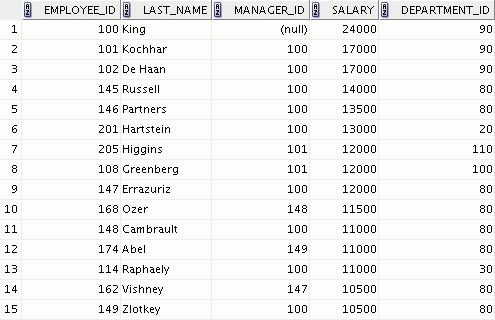 EMPLOYEE_ID LAST_NAME MANAGER_ID SALARY DEPARTMENT_ID
1 100 King (null) 24000 90
2 101 Kochhar 100 17000 90
3 102 De Haan 100 17000 90
4 145 Russell 100 14000 80
5 146 Partners 100 13500 80
6 201 Hartstein 100 13000 20
7 205 Higgins 101 12000 110
8 108 Greenberg 101 12000 100
9 147 Errazuriz 100 12000 80
10 168 Ozer 148 11500 80
11 148 Cambrault 100 11000 80
12 174 Abel 149 11000 80
13 114 Raphaely 100 11000 30
14 162 Vishney 147 10500 80
15 149 Zlotkey 100 10500 80